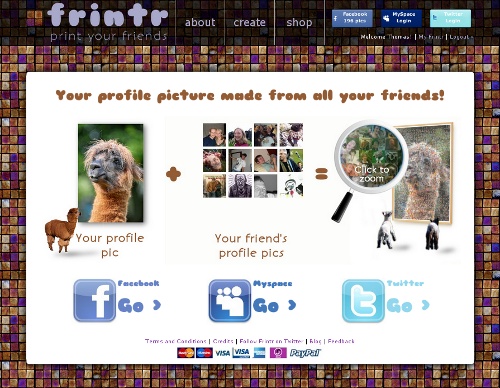 frintr
print your friends
about create shop
Facebook
196 pics
MySpace
Login
Twitter
Login
Welcome Thomas! | My Frintr | Logout
Your profile picture made from all your friends!
+
=
Click to
zoom
Your profile
pic
Your friend's
profile pics
Facebook
Go >
Myspace
Go >
Twitter
Go >
Terms and Conditions | Credits | Follow Frintr on Twitter | Blog | Feedback
VISA VISA PayPal